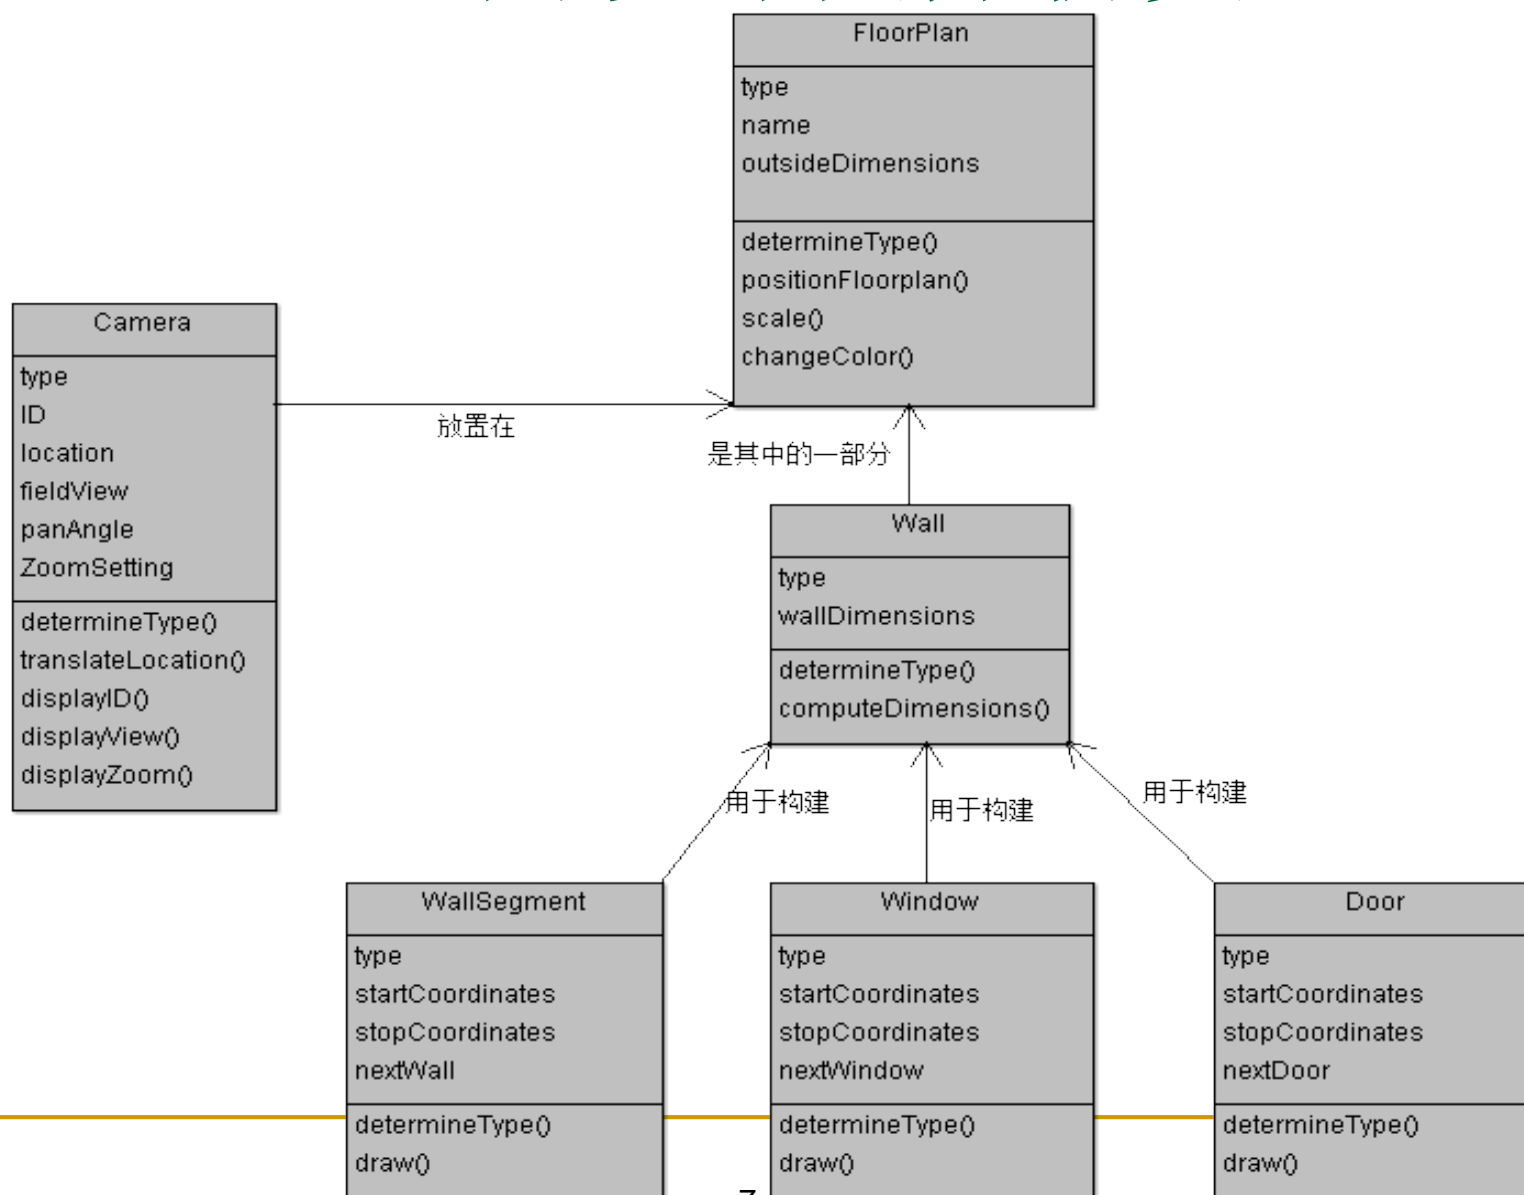 FloorPlan
type
name
outsideDimensions
determineType()
positionFloorplan()
scale()
changeColor()
Camera
type
ID
location
fieldView
panAngle
ZoomSetting
determineType()
translateLocation()
displayID()
displayView()
displayZoom()
放置在
是其中的一部分
Wall
type
wallDimensions
determineType()
computeDimensions()
用于构建
用于构建
用于构建
WallSegment
type
startCoordinates
stopCoordinates
nextWall
determineType()
draw()
Window
type
startCoordinates
stopCoordinates
nextWindow
determineType()
draw()
Door
type
startCoordinates
stopCoordinates
nextDoor
determineType()
draw()